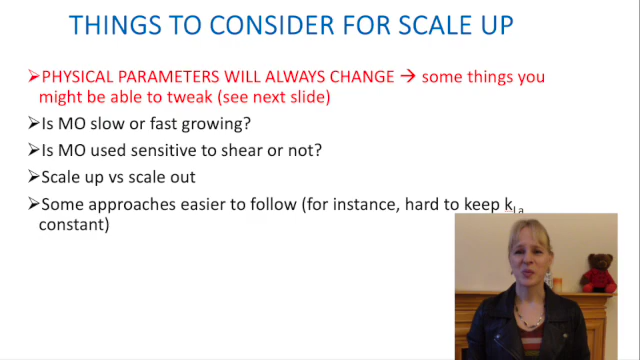 THINGS TO CONSIDER FOR SCALE UP
➢PHYSICAL PARAMETERS WILL ALWAYS CHANGE → some things you
might be able to tweak (see next slide)
➢Is MO slow or fast growing?
➢Is MO used sensitive to shear or not?
➢Scale up vs scale out
➢Some approaches easier to follow (for instance, hard to keep kLa
constant)